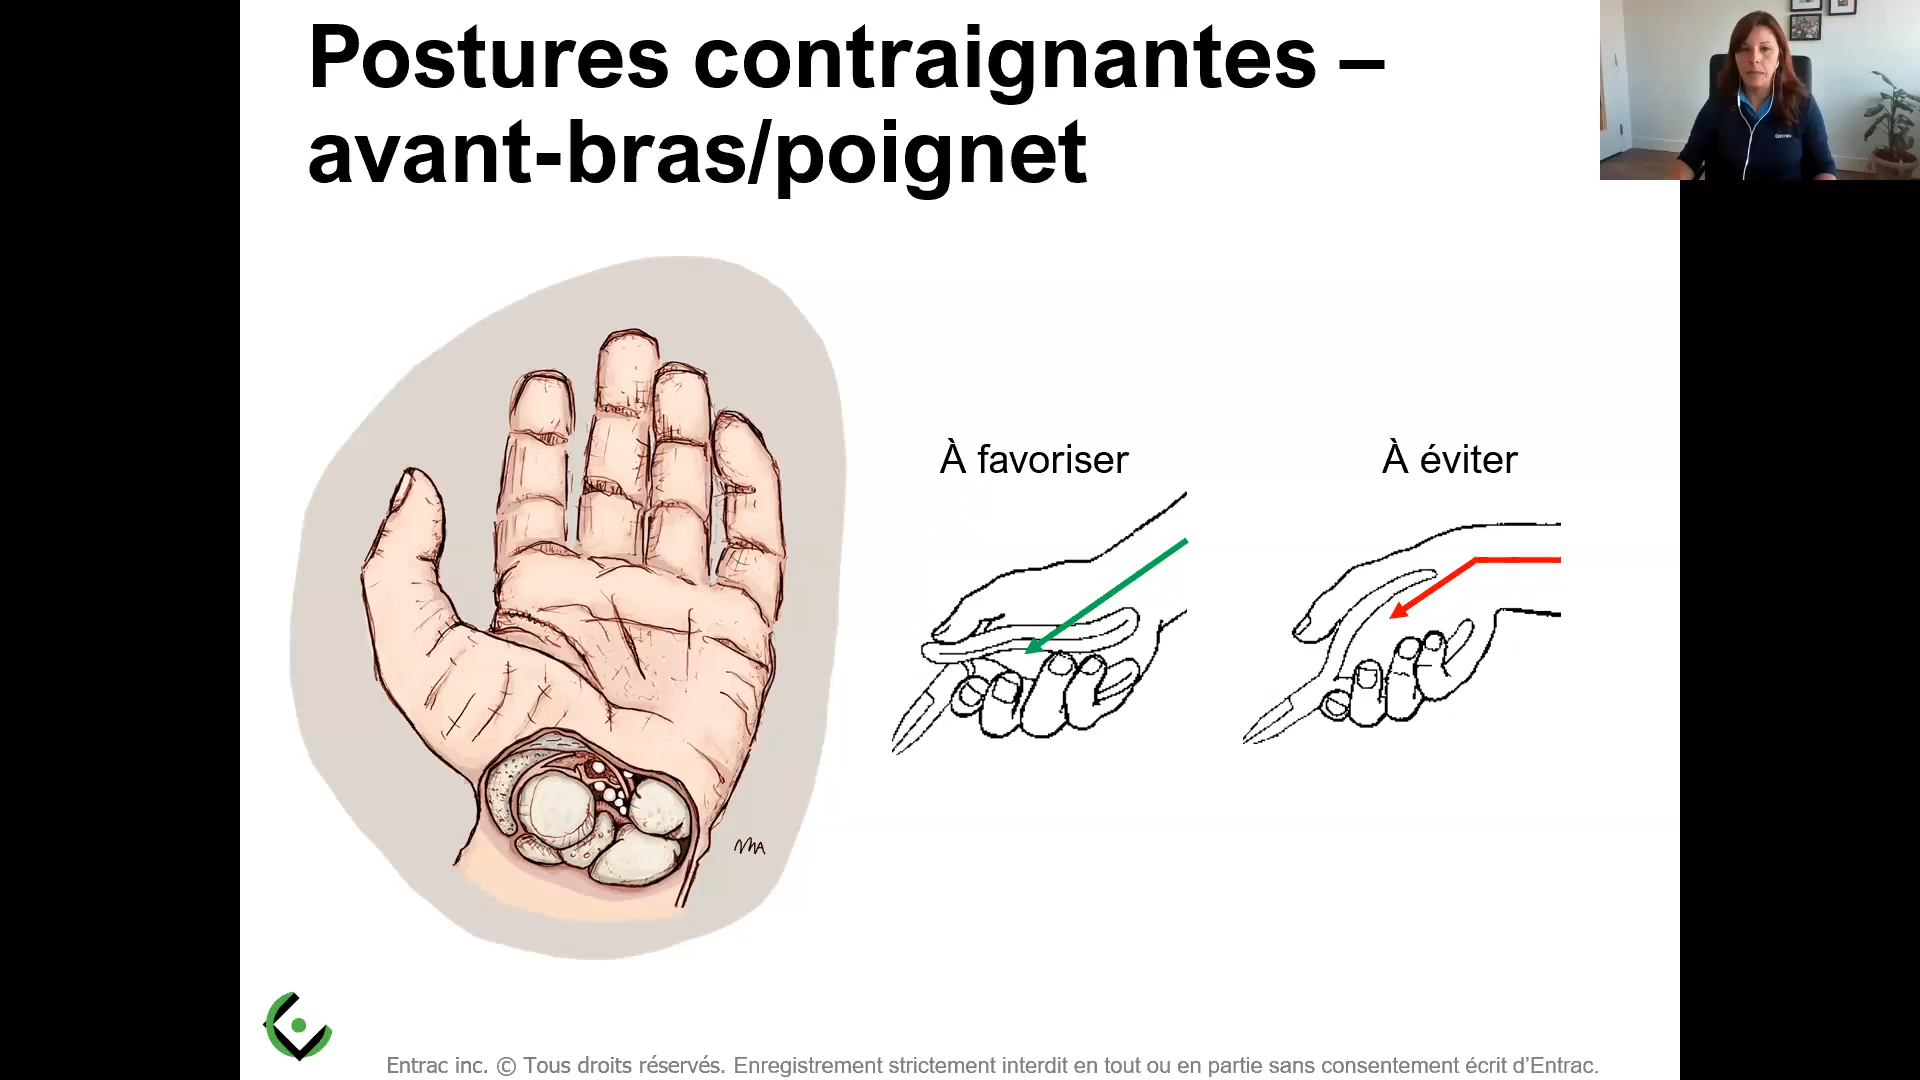 Postures contraignantes –
avant-bras/poignet
À favoriser
À éviter
Entrac inc. © Tous droits réservés. Enregistrement strictement interdit en tout ou en partie sans consentement écrit d’Entrac.